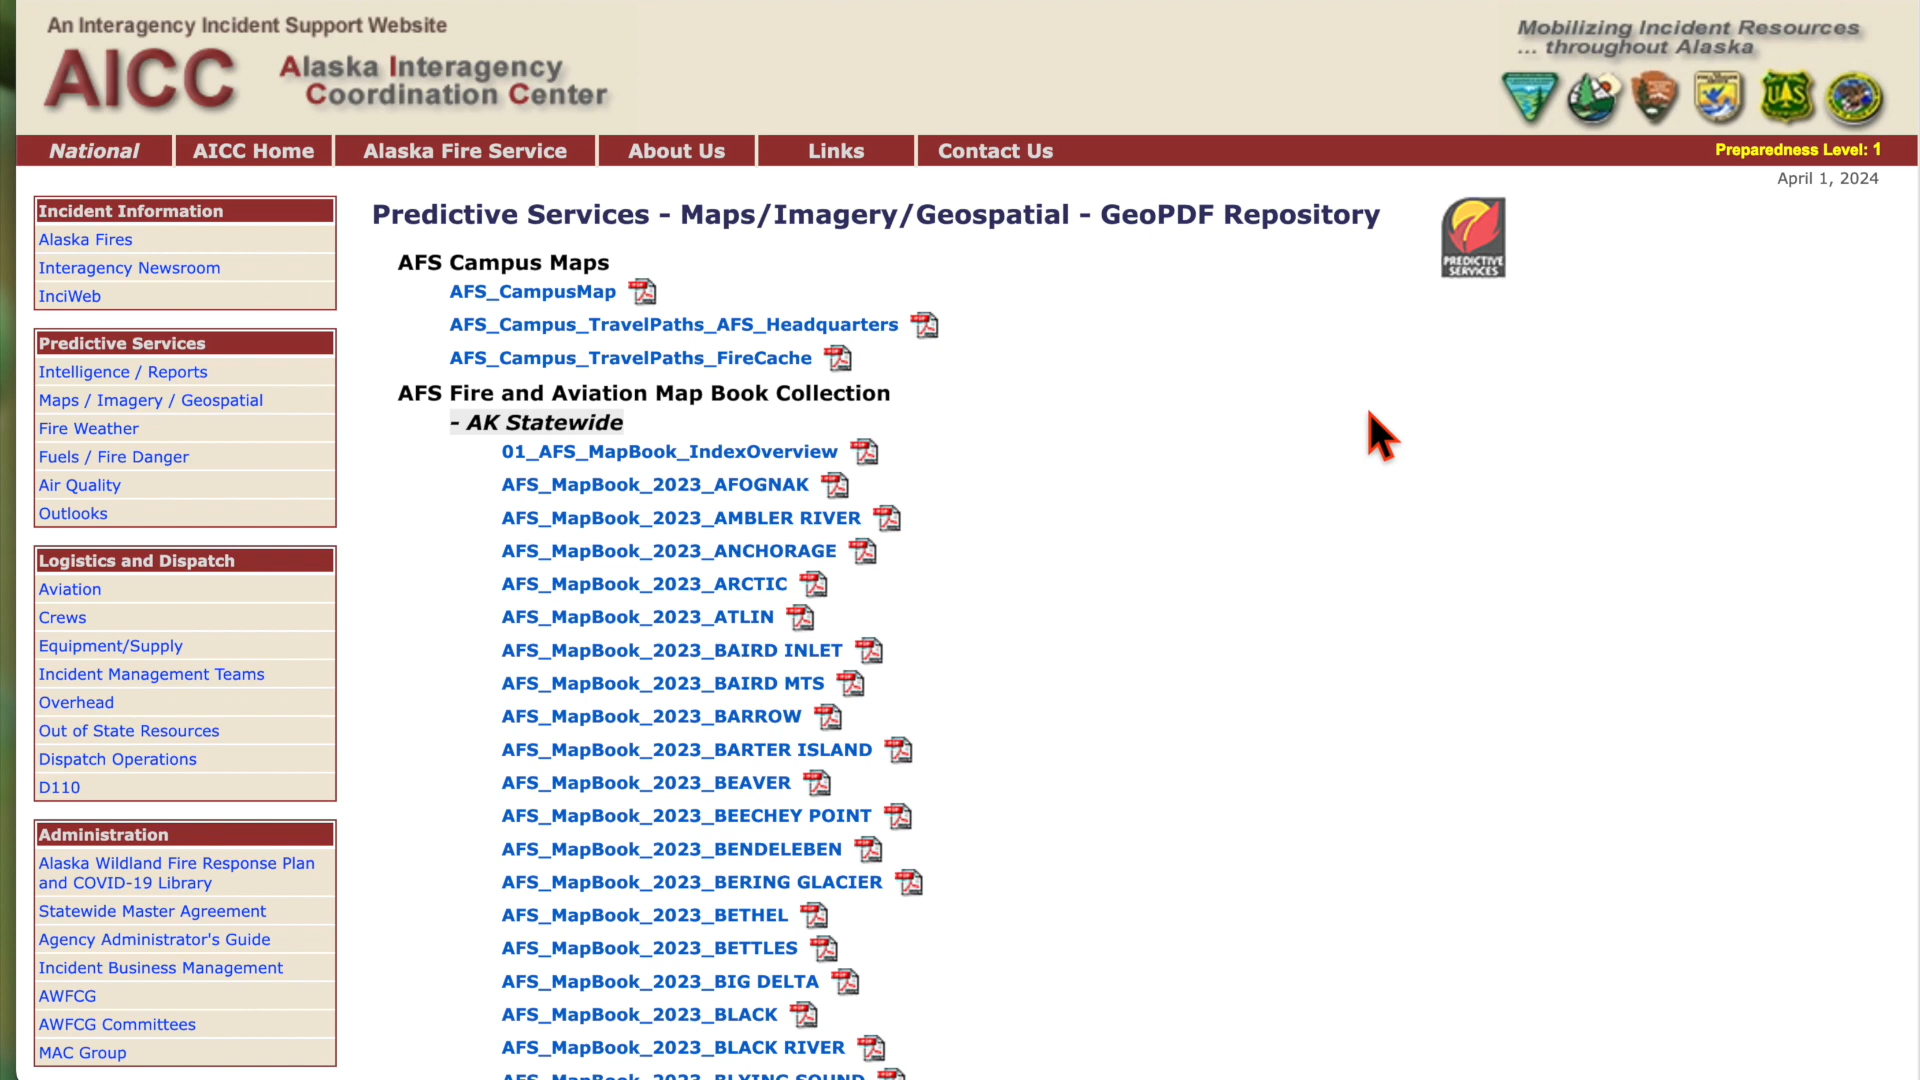 An Interagency Incident Support Website
AICC
Alaska Interagency
Coordination Center
Mobilizing Incident Resources
... throughout Alaska
National
AICC Home
Alaska Fire Service
About Us
Links
Contact Us
Preparedness Level: 1
April 1, 2024
Incident Information
Alaska Fires
Interagency Newsroom
InciWeb
Predictive Services
Intelligence / Reports
Maps / Imagery / Geospatial
Fire Weather
Fuels / Fire Danger
Air Quality
Outlooks
Logistics and Dispatch
Aviation
Crews
Equipment/Supply
Incident Management Teams
Overhead
Out of State Resources
Dispatch Operations
D110
Administration
Alaska Wildland Fire Response Plan
and COVID-19 Library
Statewide Master Agreement
Agency Administrator's Guide
Incident Business Management
AWFCG
AWFCG Committees
MAC Group
Predictive Services - Maps/Imagery/Geospatial - GeoPDF Repository
PREDICTIVE
SERVICES
AFS Campus Maps
AFS_CampusMap
AFS_Campus_TravelPaths_AFS_Headquarters
AFS_Campus_TravelPaths_FireCache
AFS Fire and Aviation Map Book Collection
- AK Statewide
01_AFS_MapBook_IndexOverview
AFS_MapBook_2023_AFOGNAK
AFS_MapBook_2023_AMBLER RIVER
AFS_MapBook_2023_ANCHORAGE
AFS_MapBook_2023_ARCTIC
AFS_MapBook_2023_ATLIN
AFS_MapBook_2023_BAIRD INLET
AFS_MapBook_2023_BAIRD MTS
AFS_MapBook_2023_BARROW
AFS_MapBook_2023_BARTER ISLAND
AFS_MapBook_2023_BEAVER
AFS_MapBook_2023_BEECHEY POINT
AFS_MapBook_2023_BENDELEBEN
AFS_MapBook_2023_BERING GLACIER
AFS_MapBook_2023_BETHEL
AFS_MapBook_2023_BETTLES
AFS_MapBook_2023_BIG DELTA
AFS_MapBook_2023_BLACK
AFS_MapBook_2023_BLACK RIVER
AFS_MapBook_2023_BLYING SOUND